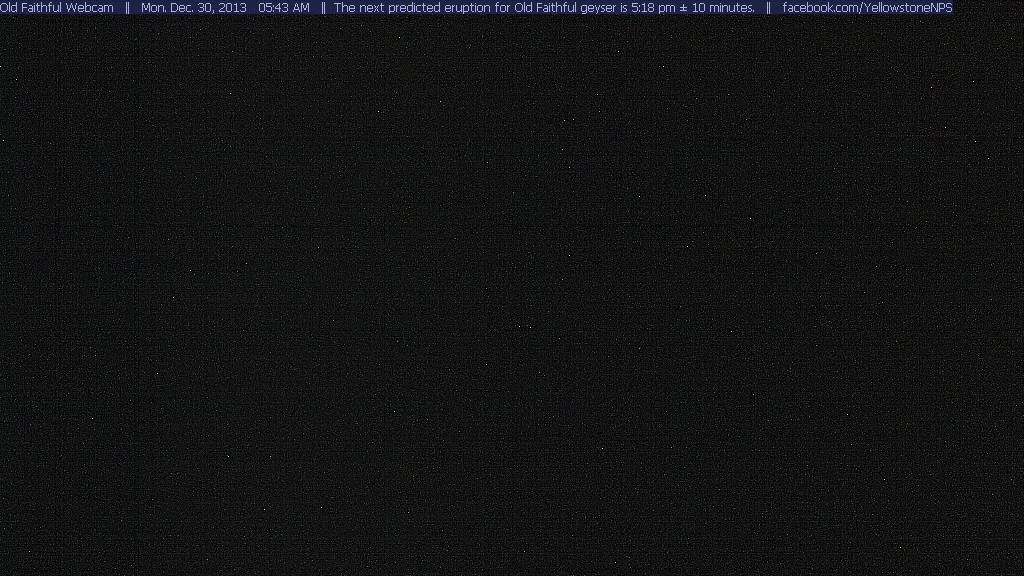 Old Faithful Webcam || Mon. Dec. 30, 2013 05:43 AM || The next predicted eruption for Old Faithful geyser is 5:18 pm ± 10 minutes. || facebook.com/YellowstoneNPS